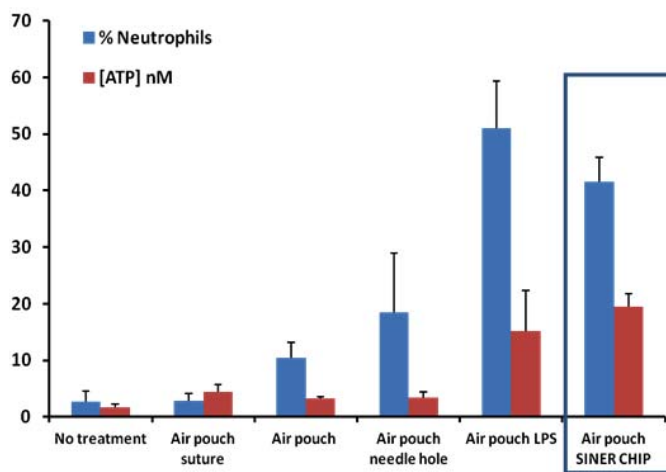 70
% Neutrophils
60
[ATP] nM
50
40
30
20
10
0
No treatment
Air pouch
suture
Air pouch
Air pouch
needle hole
Air pouch LPS
Air pouch
SINER CHIP